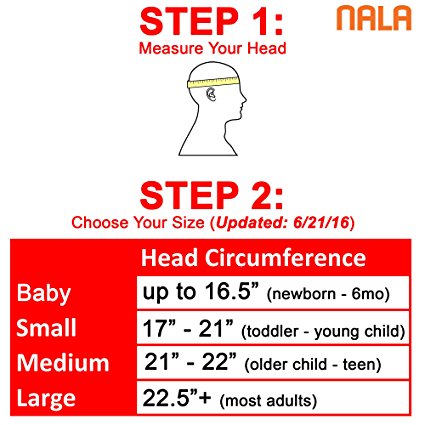 STEP 1:
NALA
Measure Your Head
STEP 2:
Choose Your Size (Updated: 6/21/16)
Head Circumference
Baby up to 16.5” (newborn - 6mo)
Small 17” - 21” (toddler - young child)
Medium 21” - 22” (older child - teen)
Large 22.5”+ (most adults)